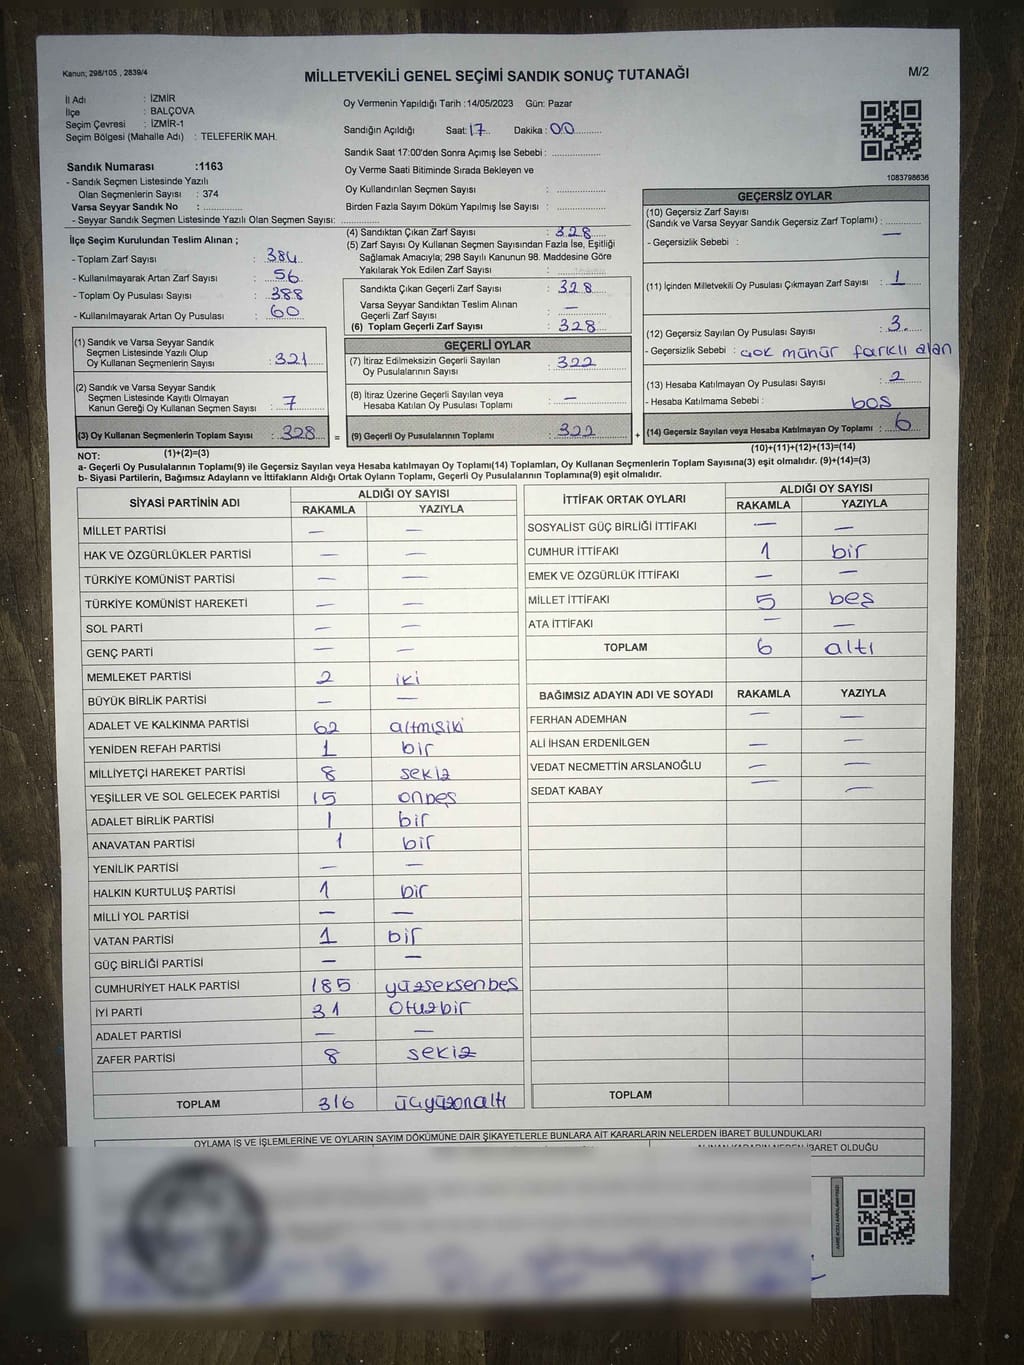 Kanun; 298/105 , 2839/4
MİLLETVEKİLİ GENEL SEÇİMİ SANDIK SONUÇ TUTANAĞI
M/2
İl Adı : İZMİR
İlçe : BALÇOVA
Seçim Çevresi : İZMİR-1
Seçim Bölgesi (Mahalle Adı) : TELEFERİK MAH.
Sandık Numarası :1163
- Sandık Seçmen Listesinde Yazılı
Olan Seçmenlerin Sayısı : 374
Varsa Seyyar Sandık No :
- Seyyar Sandık Seçmen Listesinde Yazılı Olan Seçmen Sayısı:
Oy Vermenin Yapıldığı Tarih :14/05/2023 Gün: Pazar
Sandığın Açıldığı Saat: 17 Dakika : 00
Sandık Saat 17:00'den Sonra Açılmış İse Sebebi :
Oy Verme Saati Bitiminde Sırada Bekleyen ve
Oy Kullandırılan Seçmen Sayısı :
Birden Fazla Sayım Döküm Yapılmış İse Sayısı :
1083798636
İlçe Seçim Kurulundan Teslim Alınan ;
- Toplam Zarf Sayısı : 384
- Kullanılmayarak Artan Zarf Sayısı : 56
- Toplam Oy Pusulası Sayısı : 388
- Kullanılmayarak Artan Oy Pusulası : 60
(1) Sandık ve Varsa Seyyar Sandık
Seçmen Listesinde Yazılı Olup
Oy Kullanan Seçmenlerin Sayısı : 321
(2) Sandık ve Varsa Seyyar Sandık
Seçmen Listesinde Kayıtlı Olmayan
Kanun Gereği Oy Kullanan Seçmen Sayısı : 7
(3) Oy Kullanan Seçmenlerin Toplam Sayısı : 328
(1)+(2)=(3)
(4) Sandıktan Çıkan Zarf Sayısı : 328
(5) Zarf Sayısı Oy Kullanan Seçmen Sayısından Fazla İse, Eşitliği
Sağlamak Amacıyla; 298 Sayılı Kanunun 98. Maddesine Göre
Yakılarak Yok Edilen Zarf Sayısı :
Sandıkta Çıkan Geçerli Zarf Sayısı : 328
Varsa Seyyar Sandıktan Teslim Alınan
Geçerli Zarf Sayısı : —
(6) Toplam Geçerli Zarf Sayısı : 328
GEÇERLİ OYLAR
(7) İtiraz Edilmeksizin Geçerli Sayılan
Oy Pusulalarının Sayısı : 322
(8) İtiraz Üzerine Geçerli Sayılan veya
Hesaba Katılan Oy Pusulası Toplamı : —
= (9) Geçerli Oy Pusulalarının Toplamı : 322
GEÇERSİZ OYLAR
(10) Geçersiz Zarf Sayısı
(Sandık ve Varsa Seyyar Sandık Geçersiz Zarf Toplamı) :
- Geçersizlik Sebebi : —
(11) İçinden Milletvekili Oy Pusulası Çıkmayan Zarf Sayısı : 1
(12) Geçersiz Sayılan Oy Pusulası Sayısı : 3
- Geçersizlik Sebebi : çok mühür farklı alan
(13) Hesaba Katılmayan Oy Pusulası Sayısı : 2
- Hesaba Katılmama Sebebi : boş
+ (14) Geçersiz Sayılan veya Hesaba Katılmayan Oy Toplamı : 6
(10)+(11)+(12)+(13)=(14)
NOT:
a- Geçerli Oy Pusulalarının Toplamı(9) ile Geçersiz Sayılan veya Hesaba katılmayan Oy Toplamı(14) Toplamları, Oy Kullanan Seçmenlerin Toplam Sayısına(3) eşit olmalıdır. (9)+(14)=(3)
b- Siyasi Partilerin, Bağımsız Adayların ve İttifakların Aldığı Ortak Oyların Toplamı, Geçerli Oy Pusulalarının Toplamına(9) eşit olmalıdır.
SİYASİ PARTİNİN ADI ALDIĞI OY SAYISI
RAKAMLA YAZIYLA
MİLLET PARTİSİ — —
HAK VE ÖZGÜRLÜKLER PARTİSİ — —
TÜRKİYE KOMÜNİST PARTİSİ — —
TÜRKİYE KOMÜNİST HAREKETİ — —
SOL PARTİ — —
GENÇ PARTİ — —
MEMLEKET PARTİSİ 2 iki
BÜYÜK BİRLİK PARTİSİ — —
ADALET VE KALKINMA PARTİSİ 62 altmışiki
YENİDEN REFAH PARTİSİ 1 bir
MİLLİYETÇİ HAREKET PARTİSİ 8 sekiz
YEŞİLLER VE SOL GELECEK PARTİSİ 15 onbeş
ADALET BİRLİK PARTİSİ 1 bir
ANAVATAN PARTİSİ 1 bir
YENİLİK PARTİSİ — —
HALKIN KURTULUŞ PARTİSİ 1 bir
MİLLİ YOL PARTİSİ — —
VATAN PARTİSİ 1 bir
GÜÇ BİRLİĞİ PARTİSİ — —
CUMHURİYET HALK PARTİSİ 185 yüzseksenbeş
İYİ PARTİ 31 Otuzbir
ADALET PARTİSİ — —
ZAFER PARTİSİ 8 sekiz
TOPLAM 316 üçyüzonaltı
İTTİFAK ORTAK OYLARI ALDIĞI OY SAYISI
RAKAMLA YAZIYLA
SOSYALİST GÜÇ BİRLİĞİ İTTİFAKI — —
CUMHUR İTTİFAKI 1 bir
EMEK VE ÖZGÜRLÜK İTTİFAKI — —
MİLLET İTTİFAKI 5 beş
ATA İTTİFAKI — —
TOPLAM 6 altı
BAĞIMSIZ ADAYIN ADI VE SOYADI RAKAMLA YAZIYLA
FERHAN ADEMHAN — —
ALİ İHSAN ERDENİLGEN — —
VEDAT NECMETTİN ARSLANOĞLU — —
SEDAT KABAY — —
TOPLAM
OYLAMA İŞ VE İŞLEMLERİNE VE OYLARIN SAYIM DÖKÜMÜNE DAİR ŞİKAYETLERLE BUNLARA AİT KARARLARIN NELERDEN İBARET BULUNDUKLARI
ALINAN KARARIN NEDEN İBARET OLDUĞU